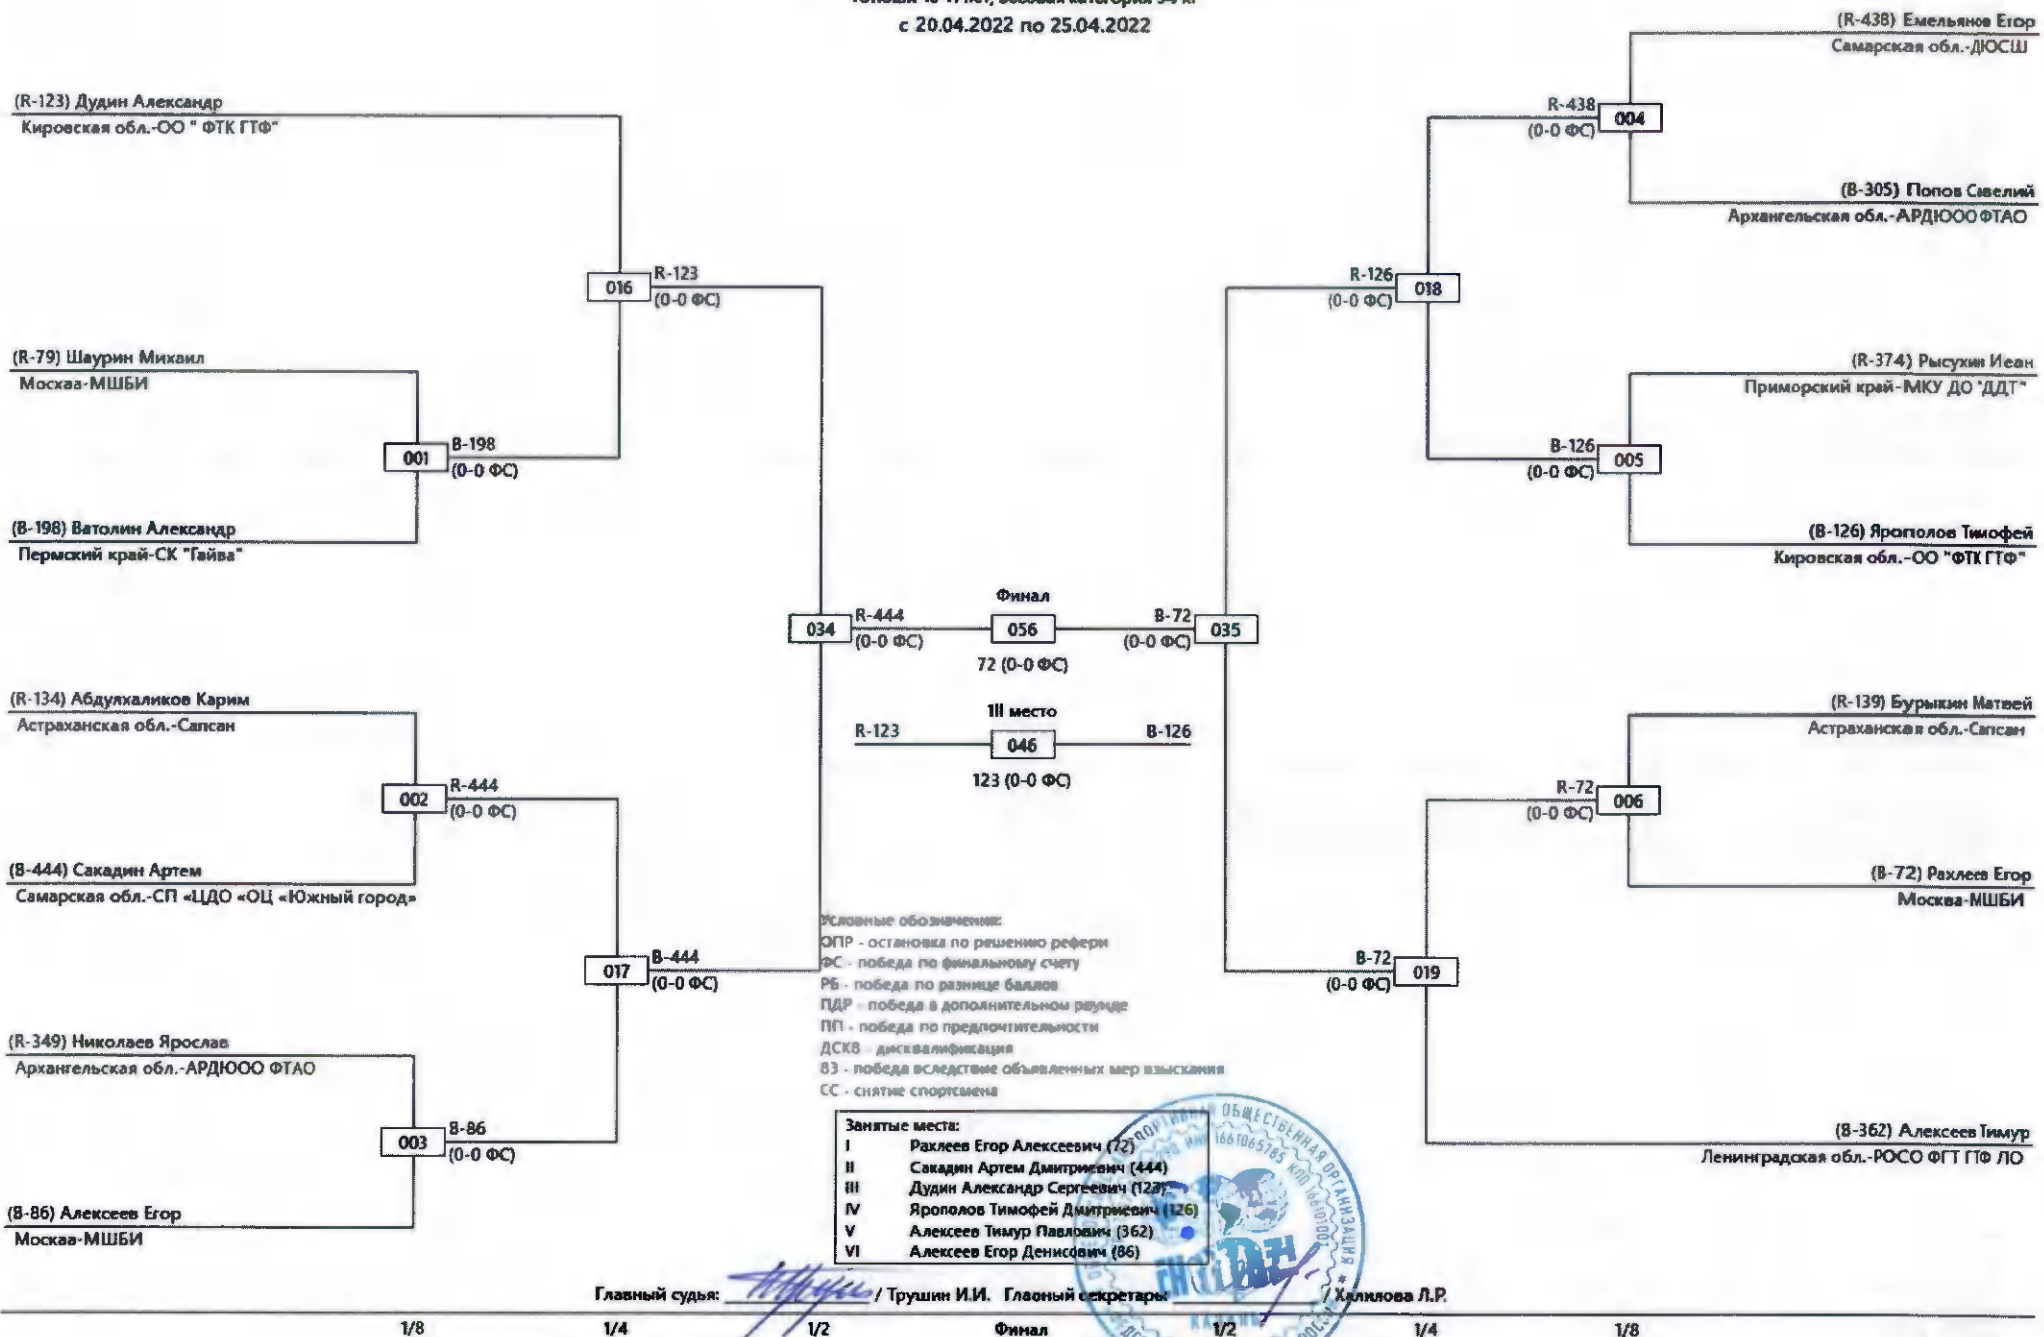 с 20.04.2022 по 25.04.2022
(R-123) Дудин Александр
Кировская обл.-ОО " ФТК ГТФ"
016
R-123
(0-0 ФС)
(R-79) Шаурин Михаил
Москва-МШБИ
001
B-198
(0-0 ФС)
(B-198) Ватолин Александр
Пермский край-СК "Гайва"
034
R-444
(0-0 ФС)
(R-134) Абдулхаликов Карим
Астраханская обл.-Сапсан
002
R-444
(0-0 ФС)
(B-444) Сакадин Артем
Самарская обл.-СП «ЦДО «ОЦ «Южный город»
017
B-444
(0-0 ФС)
(R-349) Николаев Ярослав
Архангельская обл.-АРДЮОО ФТАО
003
B-86
(0-0 ФС)
(B-86) Алексеев Егор
Москва-МШБИ
Финал
056
72 (0-0 ФС)
III место
R-123
046
B-126
123 (0-0 ФС)
(R-438) Емельянов Егор
Самарская обл.-ДЮСШ
R-438
(0-0 ФС)
004
(B-305) Попов Савелий
Архангельская обл.-АРДЮООО ФТАО
R-126
(0-0 ФС)
018
(R-374) Рысухин Иван
Приморский край-МКУ ДО "ДДТ"
B-126
(0-0 ФС)
005
(B-126) Ярополов Тимофей
Кировская обл.-ОО "ФТК ГТФ"
B-72
(0-0 ФС)
035
(R-139) Бурыкин Матвей
Астраханская обл.-Сапсан
R-72
(0-0 ФС)
006
(B-72) Рахлеев Егор
Москва-МШБИ
B-72
(0-0 ФС)
019
(B-362) Алексеев Тимур
Ленинградская обл.-РОСО ФГТ ГТФ ЛО
Условные обозначения:
ОПР - остановка по решению рефери
ФС - победа по финальному счету
РБ - победа по разнице баллов
ПДР - победа в дополнительном раунде
ПП - победа по предпочтительности
ДСКВ - дисквалификация
ВЗ - победа вследствие объявленных мер взыскания
СС - снятие спортсмена
Занятые места:
I Рахлеев Егор Алексеевич (72)
II Сакадин Артем Дмитриевич (444)
III Дудин Александр Сергеевич (123)
IV Ярополов Тимофей Дмитриевич (126)
V Алексеев Тимур Павлович (362)
VI Алексеев Егор Денисович (86)
Главный судья: / Трушин И.И. Главный секретарь / Халилова Л.Р.
1/8 1/4 1/2 Финал 1/2 1/4 1/8